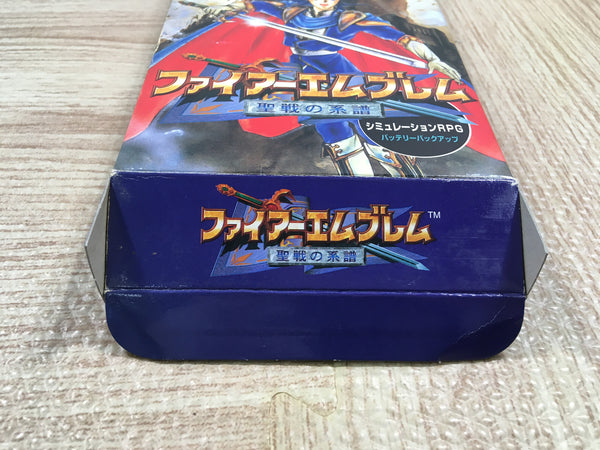 ファイアーエムブレム
聖戦の系譜
シミュレーションRPG
バッテリーバックアップ
ファイアーエムブレム™
聖戦の系譜